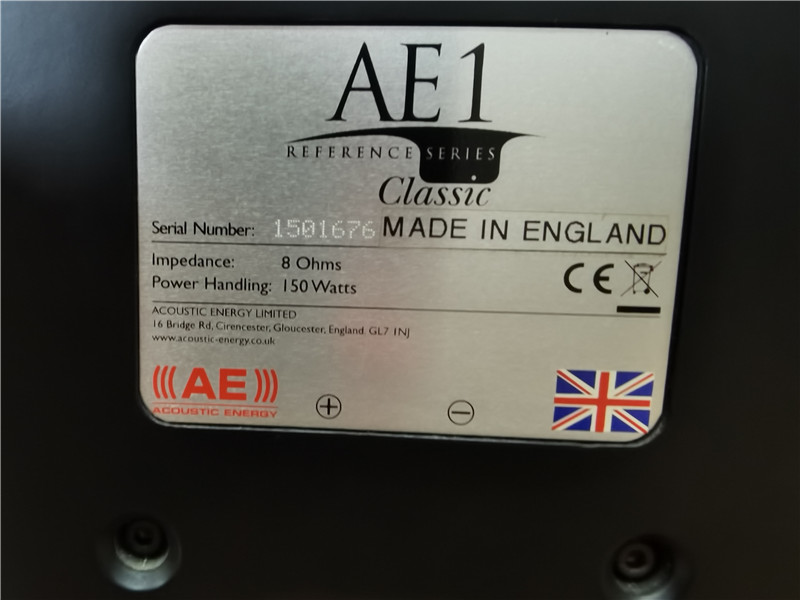 AE1
REFERENCE SERIES
Classic
Serial Number: 1501676 MADE IN ENGLAND
Impedance: 8 Ohms
Power Handling: 150 Watts
CE
ACOUSTIC ENERGY LIMITED
16 Bridge Rd, Cirencester, Gloucester, England GL7 1NJ
www.acoustic-energy.co.uk
(((AE)))
ACOUSTIC ENERGY
+ −